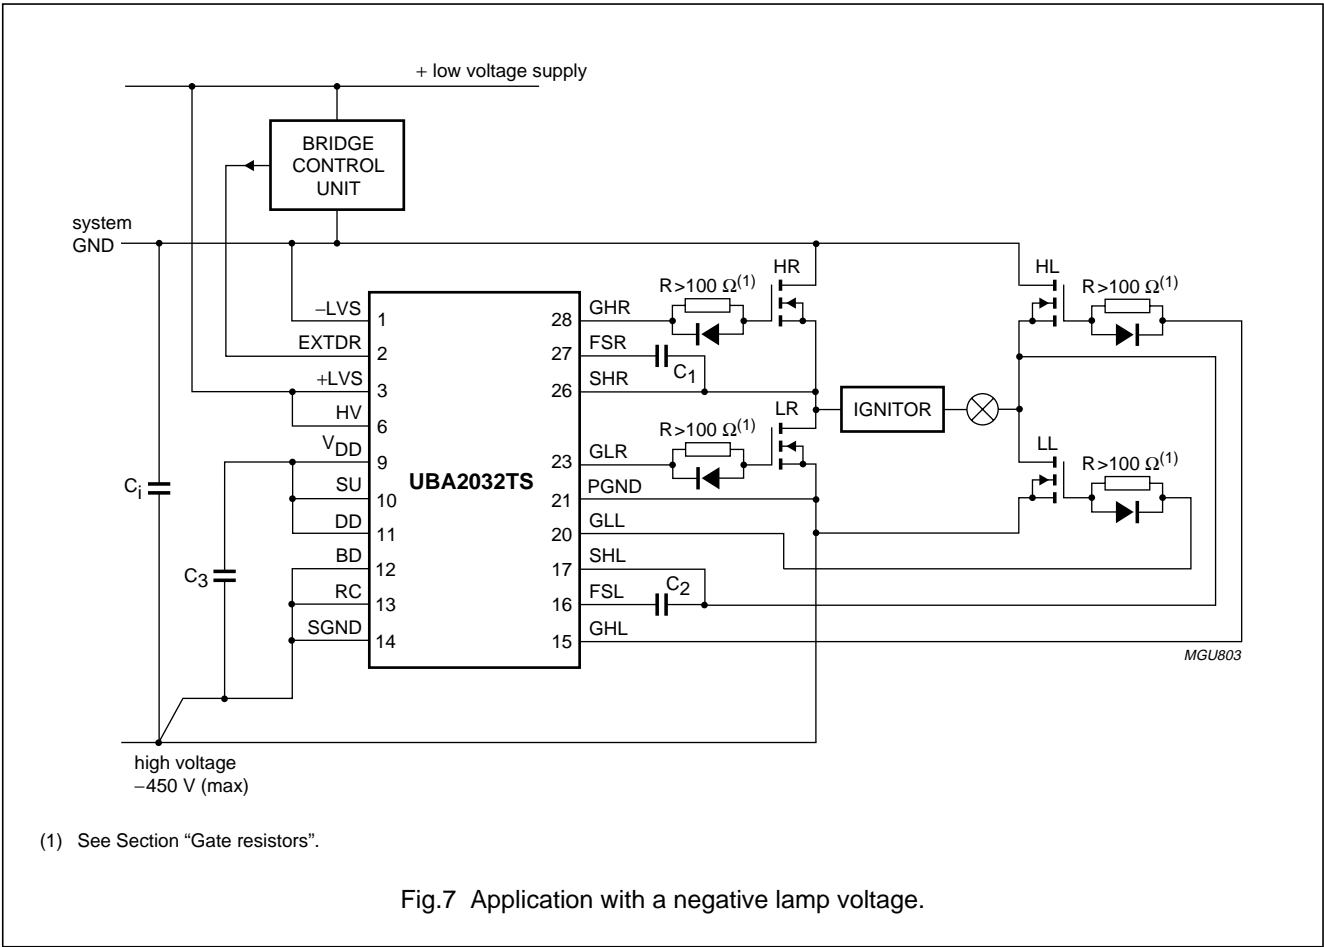 + low voltage supply
BRIDGE
CONTROL
UNIT
system
GND
−LVS
1
EXTDR
2
+LVS
3
HV
6
VDD
9
SU
10
DD
11
BD
12
RC
13
SGND
14
Ci
C3
UBA2032TS
GHR
28
FSR
27
SHR
26
GLR
23
PGND
21
GLL
20
SHL
17
FSL
16
GHL
15
R>100 Ω(1)
HR
C1
R>100 Ω(1)
LR
C2
IGNITOR
HL
R>100 Ω(1)
LL
R>100 Ω(1)
MGU803
high voltage
−450 V (max)
(1) See Section “Gate resistors”.
Fig.7 Application with a negative lamp voltage.